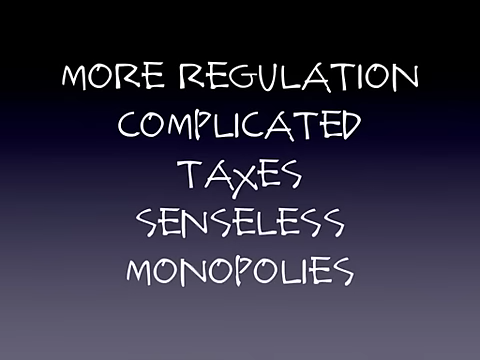 MORE REGULATION
COMPLICATED
TAXES
SENSELESS
MONOPOLIES